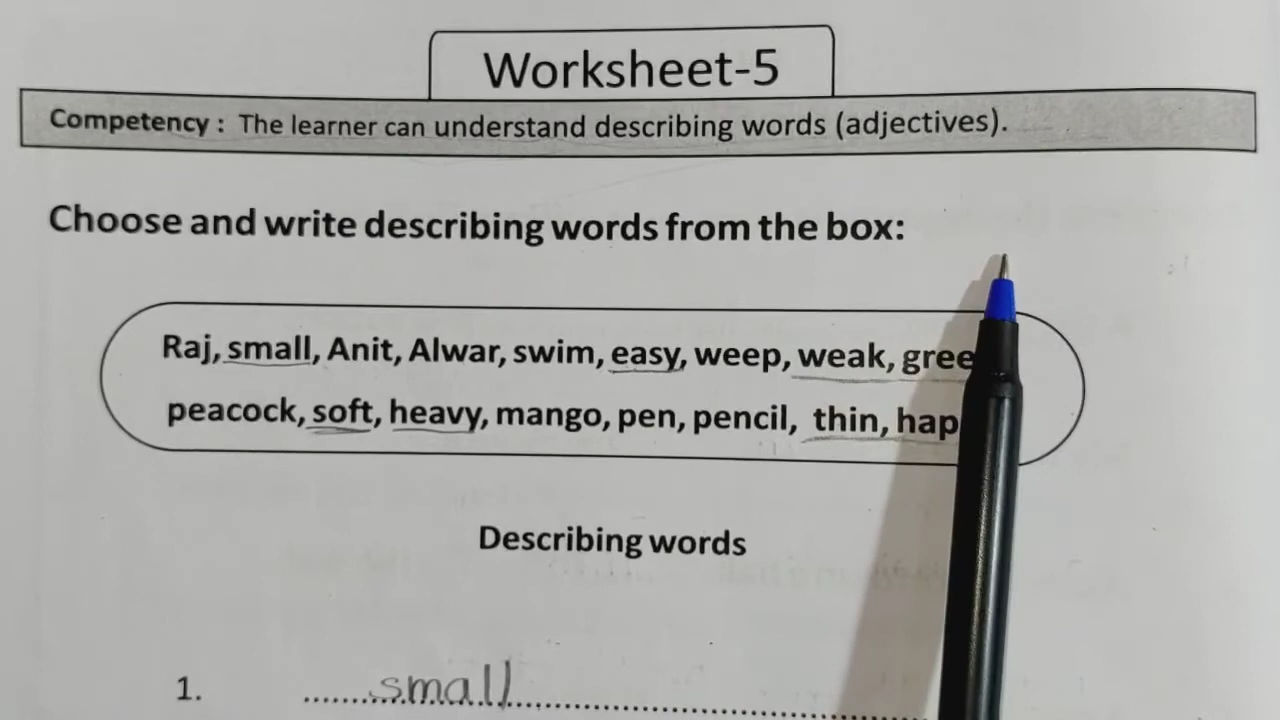 Worksheet-5
Competency : The learner can understand describing words (adjectives).
Choose and write describing words from the box:
Raj, small, Anit, Alwar, swim, easy, weep, weak,
peacock, soft, heavy, mango, pen, pencil, thin,
Describing words
1. small